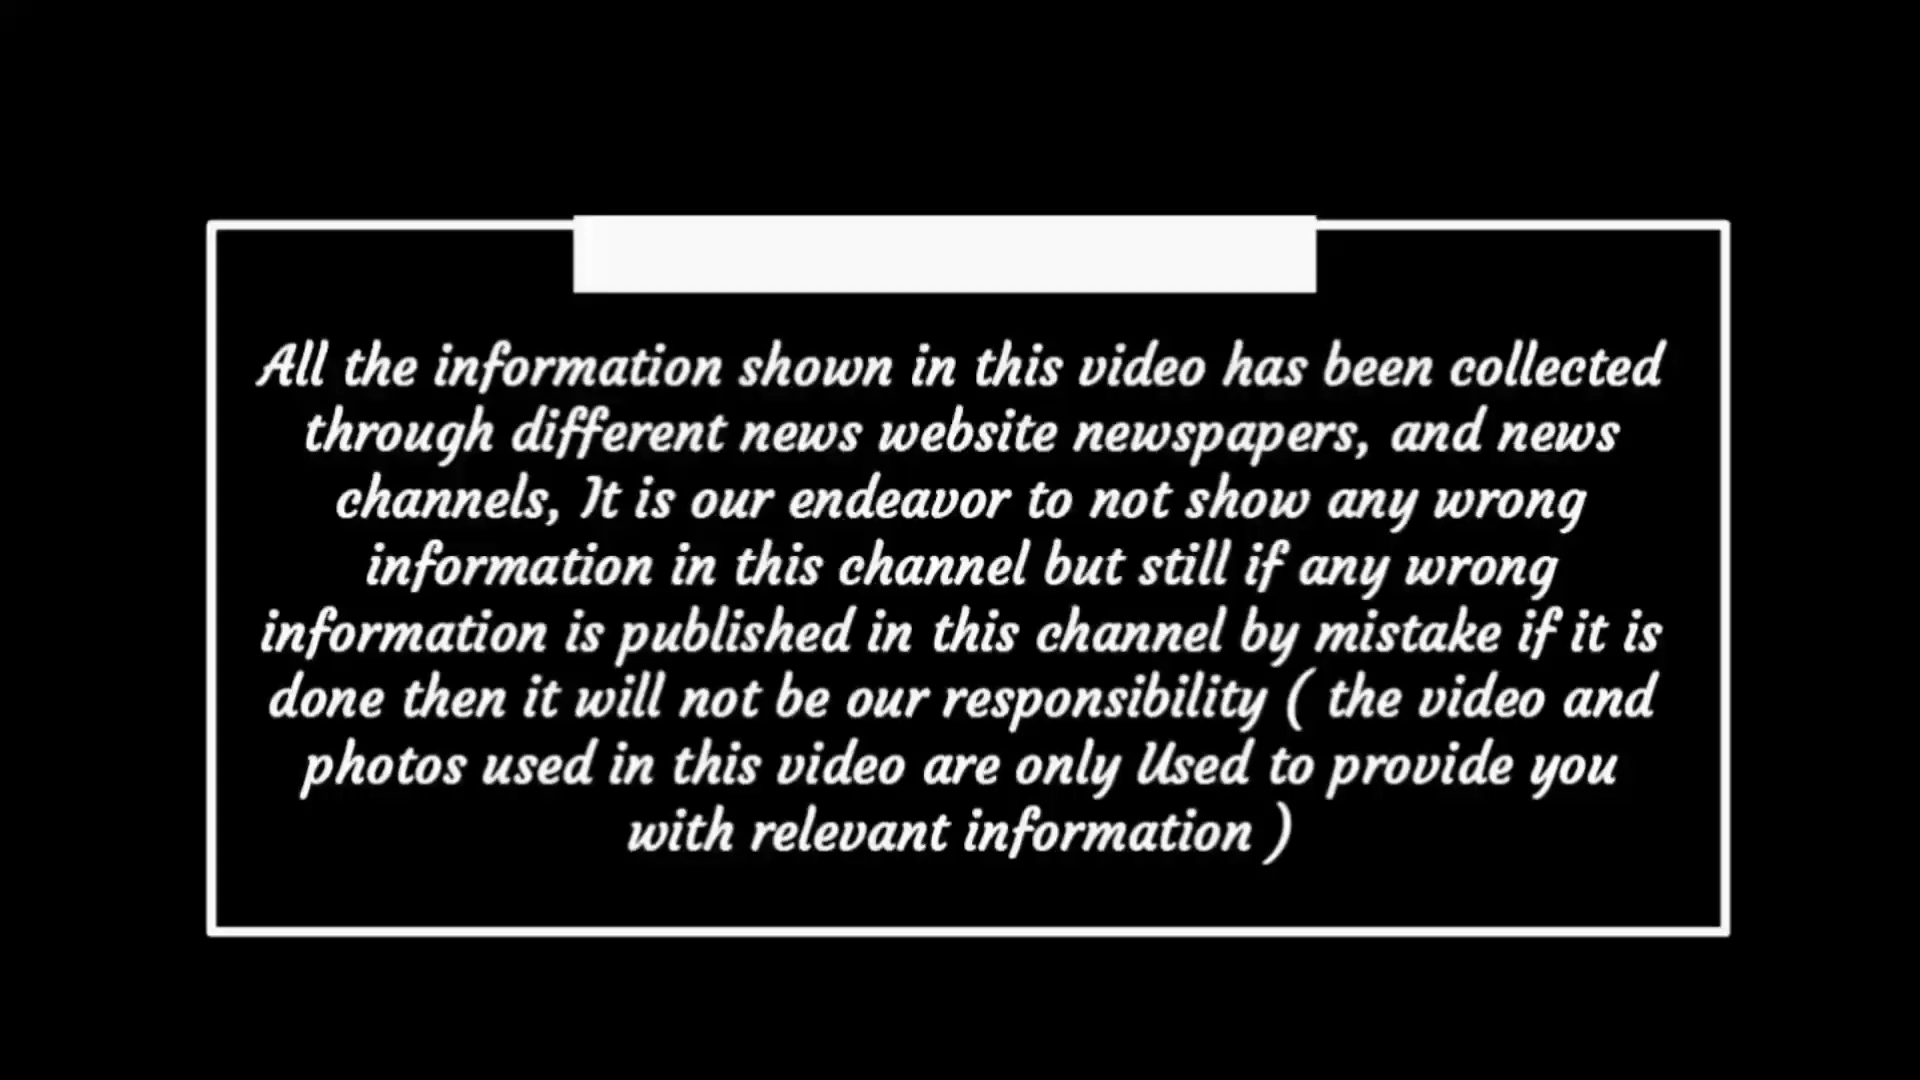 All the information shown in this video has been collected
through different news website newspapers, and news
channels, It is our endeavor to not show any wrong
information in this channel but still if any wrong
information is published in this channel by mistake if it is
done then it will not be our responsibility ( the video and
photos used in this video are only Used to provide you
with relevant information )